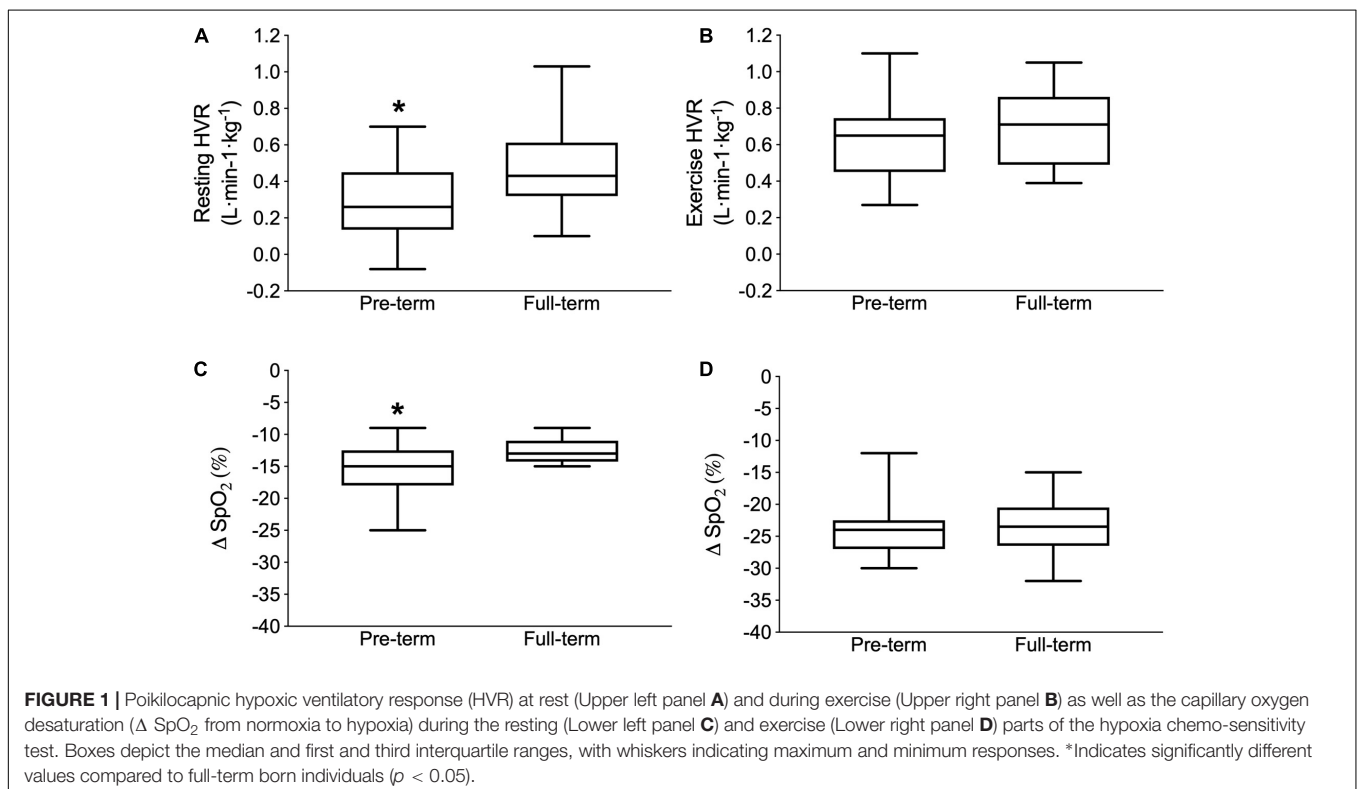 A
1.2
1.0
0.8
0.6
0.4
0.2
0.0
-0.2
Resting HVR
(L·min-1·kg-1)
*
Pre-term
Full-term
B
1.2
1.0
0.8
0.6
0.4
0.2
0.0
-0.2
Exercise HVR
(L·min-1·kg-1)
Pre-term
Full-term
C
0
-5
-10
-15
-20
-25
-30
-35
-40
Δ SpO2 (%)
*
Pre-term
Full-term
D
0
-5
-10
-15
-20
-25
-30
-35
-40
Δ SpO2 (%)
Pre-term
Full-term
FIGURE 1 | Poikilocapnic hypoxic ventilatory response (HVR) at rest (Upper left panel A) and during exercise (Upper right panel B) as well as the capillary oxygen
desaturation (Δ SpO2 from normoxia to hypoxia) during the resting (Lower left panel C) and exercise (Lower right panel D) parts of the hypoxia chemo-sensitivity
test. Boxes depict the median and first and third interquartile ranges, with whiskers indicating maximum and minimum responses. *Indicates significantly different
values compared to full-term born individuals (p < 0.05).